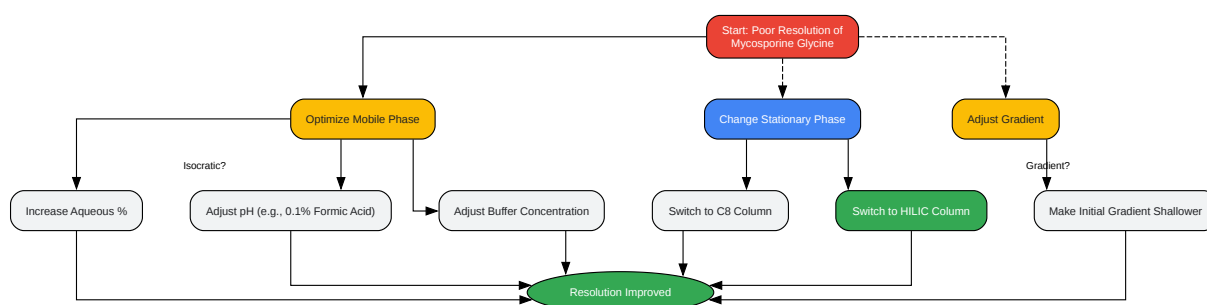 Start: Poor Resolution of
Mycosporine Glycine
Optimize Mobile Phase
Change Stationary Phase
Adjust Gradient
Isocratic?
Gradient?
Increase Aqueous %
Adjust pH (e.g., 0.1% Formic Acid)
Adjust Buffer Concentration
Switch to C8 Column
Switch to HILIC Column
Make Initial Gradient Shallower
Resolution Improved